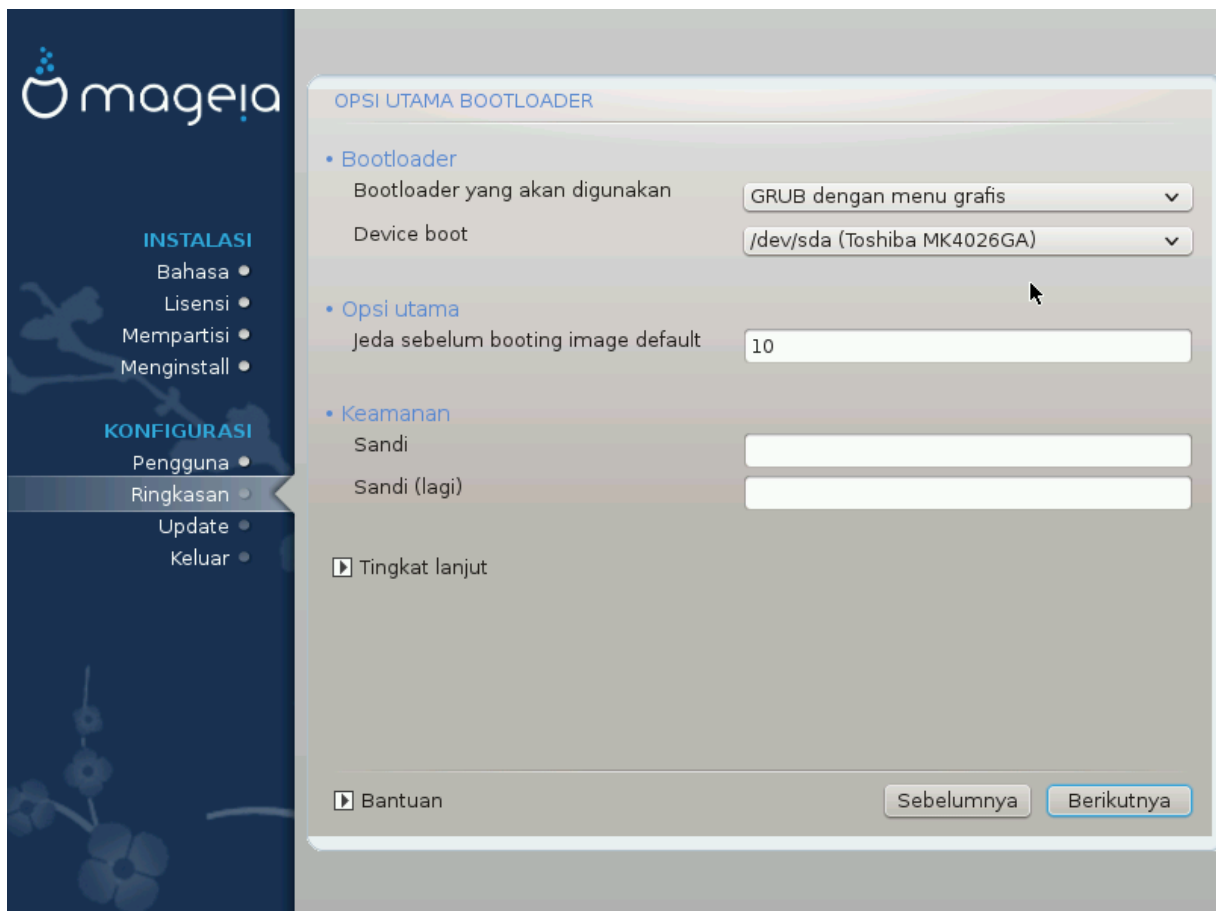 mageia
INSTALASI
Bahasa
Lisensi
Mempartisi
Menginstall
KONFIGURASI
Pengguna
Ringkasan
Update
Keluar
OPSI UTAMA BOOTLOADER
• Bootloader
Bootloader yang akan digunakan
GRUB dengan menu grafis
Device boot
/dev/sda (Toshiba MK4026GA)
• Opsi utama
Jeda sebelum booting image default
10
• Keamanan
Sandi
Sandi (lagi)
Tingkat lanjut
Bantuan
Sebelumnya
Berikutnya